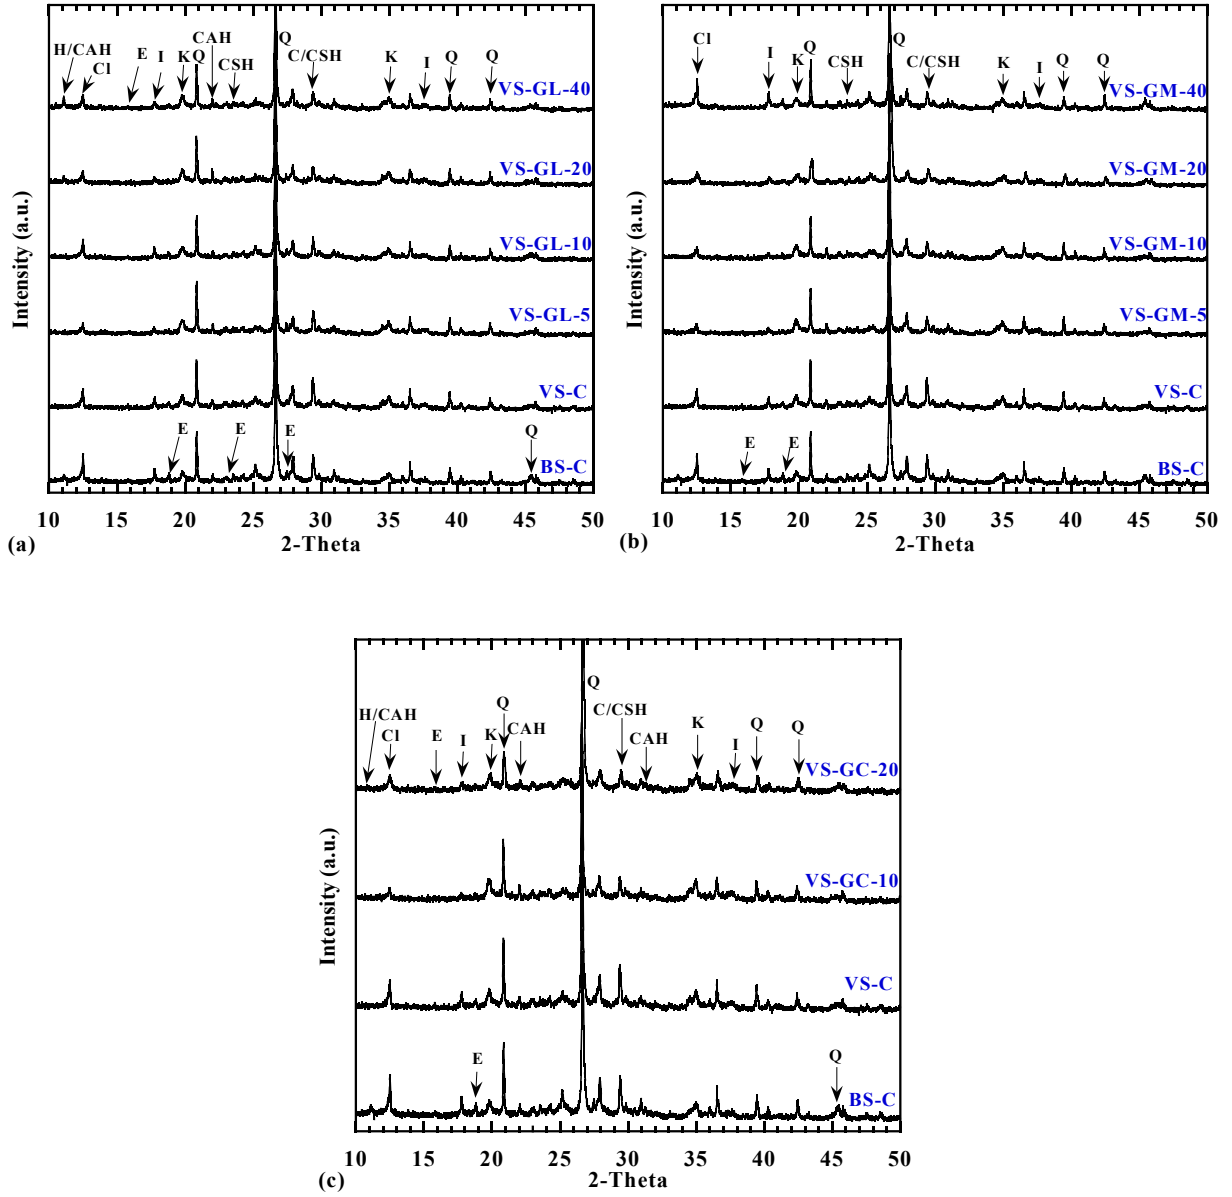 H/CAH Cl E I K Q CAH CSH Q C/CSH K I Q Q
VS-GL-40
VS-GL-20
VS-GL-10
VS-GL-5
VS-C
E E E Q
BS-C
Intensity (a.u.)
10 15 20 25 30 35 40 45 50
2-Theta
(a)
Cl I K Q CSH Q C/CSH K I Q Q
VS-GM-40
VS-GM-20
VS-GM-10
VS-GM-5
VS-C
E E
BS-C
Intensity (a.u.)
10 15 20 25 30 35 40 45 50
2-Theta
(b)
H/CAH Cl E I K Q CAH Q C/CSH CAH K I Q Q
VS-GC-20
VS-GC-10
VS-C
E Q
BS-C
Intensity (a.u.)
10 15 20 25 30 35 40 45 50
2-Theta
(c)